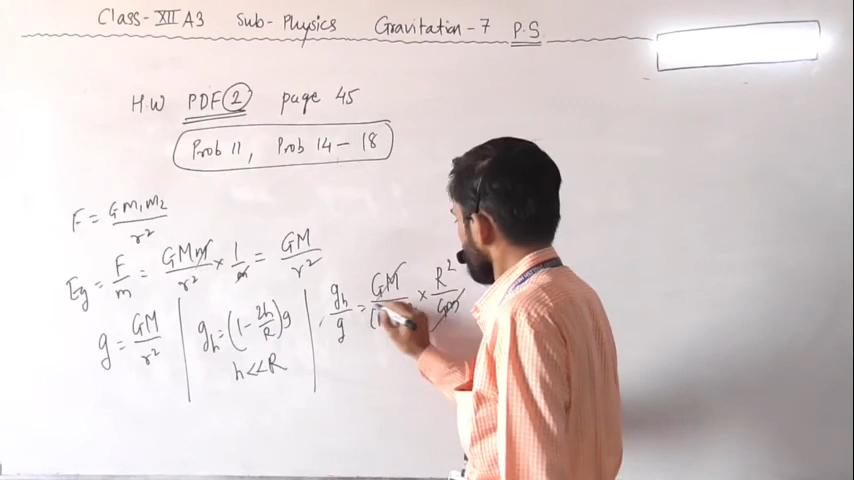 Class-XII A3 Sub-Physics Gravitation-7 P.S
H.W PDF(2) page 45
Prob 11, Prob 14-18
F = GM₁M₂/r²
Eg = F/m = GMm/r² × 1/m = GM/r²
g = GM/r²
gh = (1 - 2h/R)g
h<<R
gh/g = GM/( × R²/GM